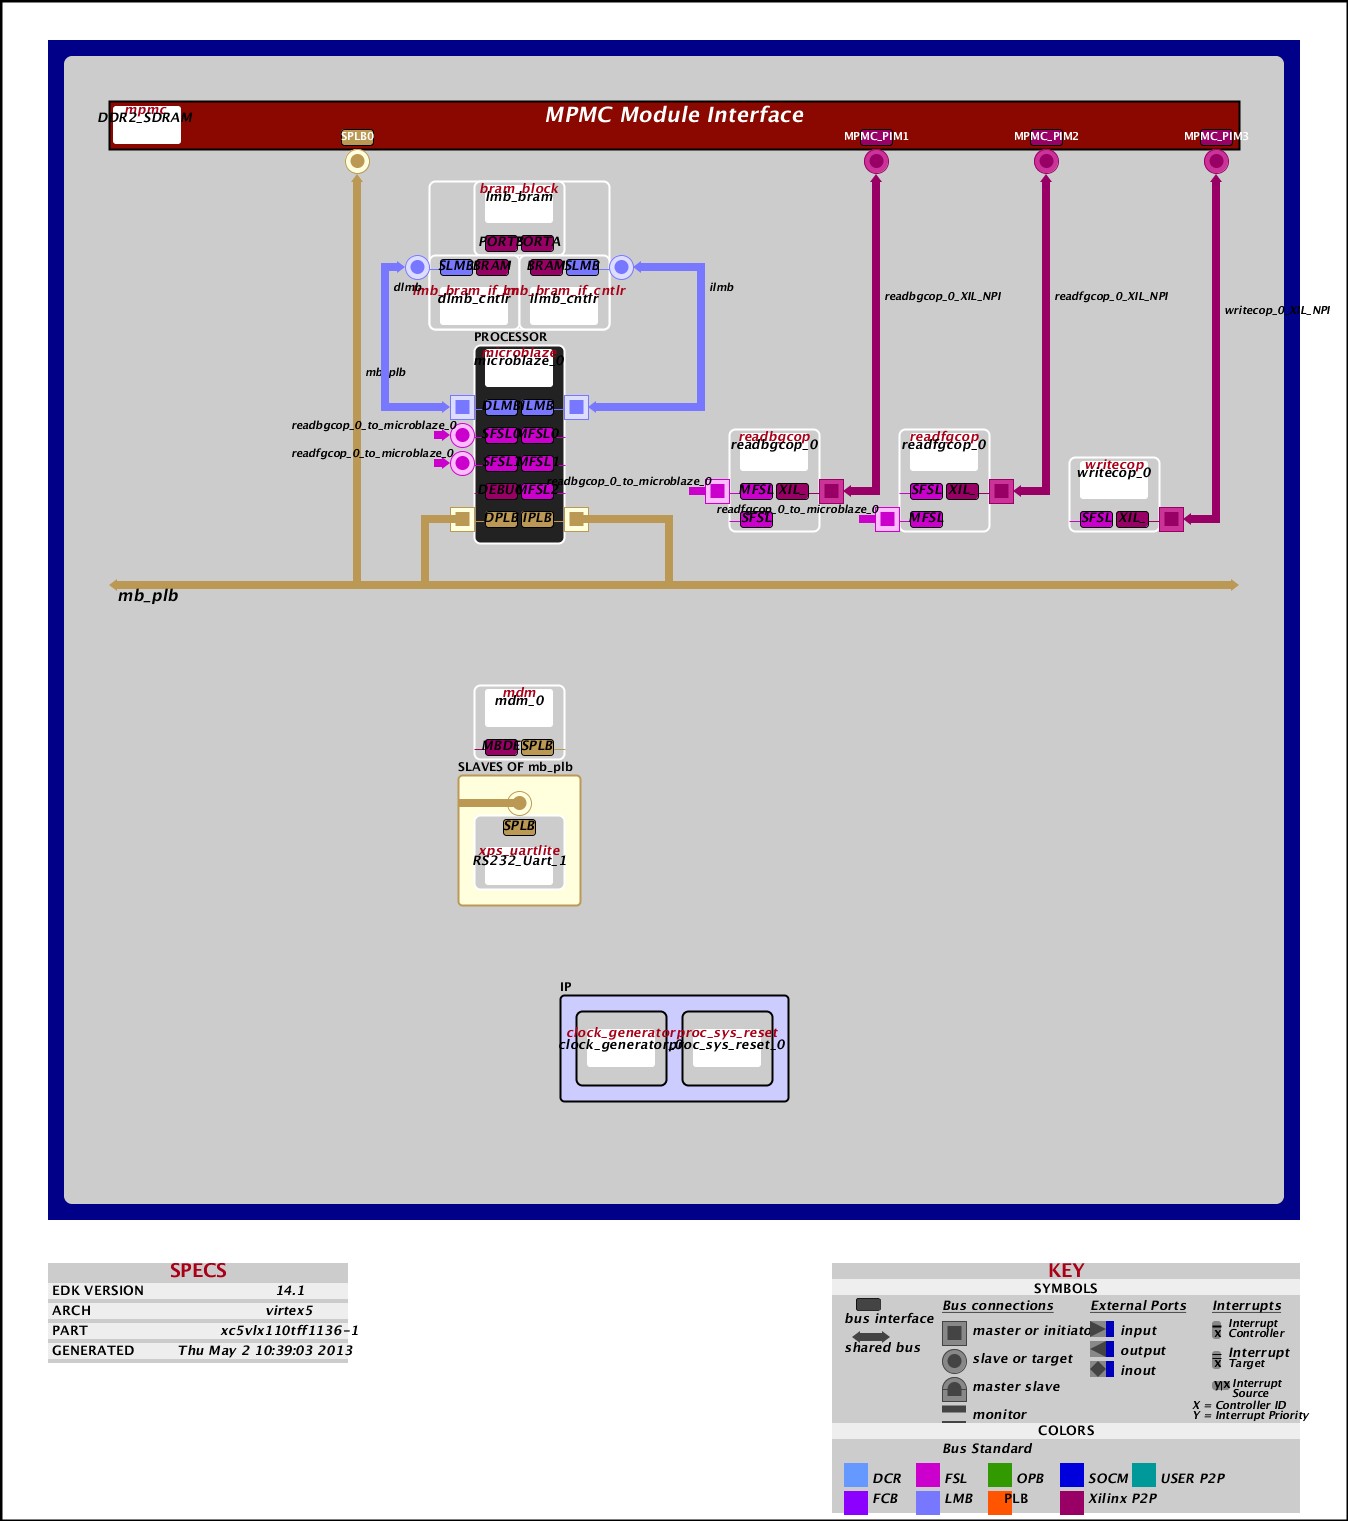 mpmc
DDR2_SDRAM
MPMC Module Interface
SPLB0
MPMC_PIM1
MPMC_PIM2
MPMC_PIM3
bram_block
lmb_bram
PORTB
PORTA
SLMB
BRAM
BRAM
SLMB
dlmb
ilmb
lmb_bram_if_cntlr
dlmb_cntlr
ilmb_cntlr
readbgcop_0_XIL_NPI
readfgcop_0_XIL_NPI
writecop_0_XIL_NPI
PROCESSOR
microblaze
microblaze_0
mb_plb
DLMB
ILMB
readbgcop_0_to_microblaze_0
SFSL0
MFSL0
readfgcop_0_to_microblaze_0
SFSL1
MFSL1
DEBUG
MFSL2
DPLB
IPLB
readbgcop
readbgcop_0
readbgcop_0_to_microblaze_0
MFSL
XIL_
SFSL
readfgcop
readfgcop_0
SFSL
XIL_
readfgcop_0_to_microblaze_0
MFSL
writecop
writecop_0
SFSL
XIL_
mb_plb
mdm
mdm_0
MBDE
SPLB
SLAVES OF mb_plb
SPLB
xps_uartlite
RS232_Uart_1
IP
clock_generator
proc_sys_reset
clock_generator_0
proc_sys_reset_0
SPECS
EDK VERSION 14.1
ARCH virtex5
PART xc5vlx110tff1136-1
GENERATED Thu May 2 10:39:03 2013
KEY
SYMBOLS
bus interface
shared bus
Bus connections
master or initiator
slave or target
master slave
monitor
External Ports
input
output
inout
Interrupts
x
Interrupt
Controller
x
Interrupt
Target
y x
Interrupt
Source
X = Controller ID
Y = Interrupt Priority
COLORS
Bus Standard
DCR
FSL
OPB
SOCM
USER P2P
FCB
LMB
PLB
Xilinx P2P